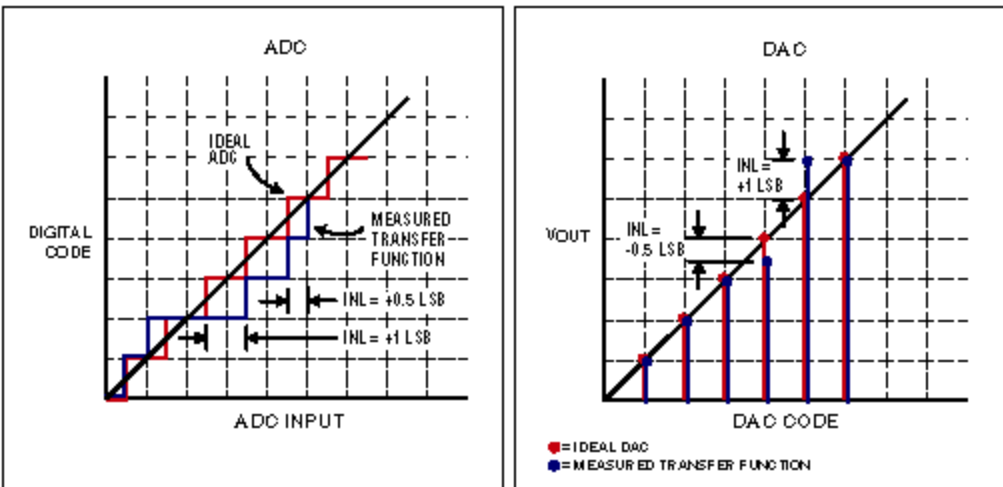 ADC
IDEAL
ADC
DIGITAL
CODE
MEASURED
TRANSFER
FUNCTION
INL = +0.5 LSB
INL = +1 LSB
ADC INPUT
DAC
INL =
+1 LSB
VOUT
INL =
-0.5 LSB
DAC CODE
= IDEAL DAC
= MEASURED TRANSFER FUNCTION